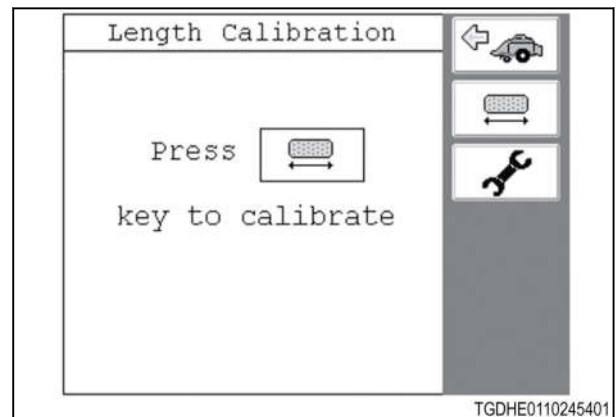 Length Calibration
Press
key to calibrate
TGDHE0110245401